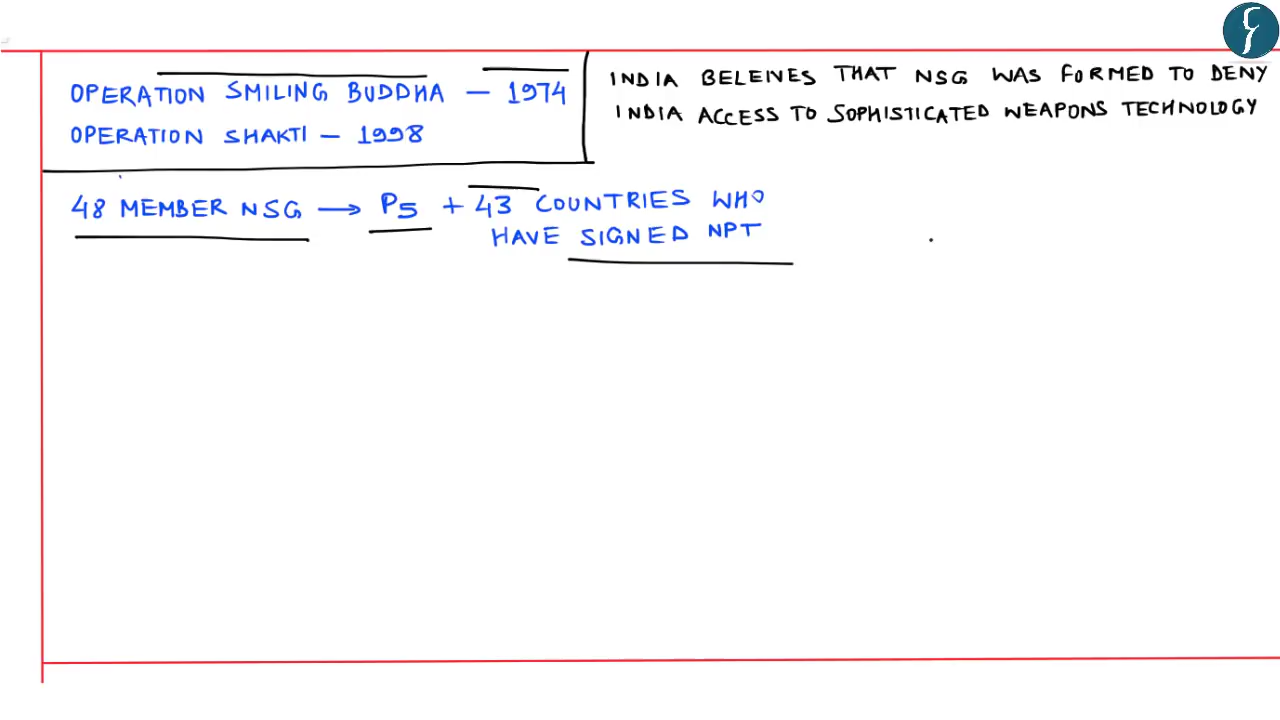 OPERATION SMILING BUDDHA — 1974
OPERATION SHAKTI — 1998
INDIA BELEIVES THAT NSG WAS FORMED TO DENY
INDIA ACCESS TO SOPHISTICATED WEAPONS TECHNOLOGY
48 MEMBER NSG → P5 + 43 COUNTRIES WHO
HAVE SIGNED NPT